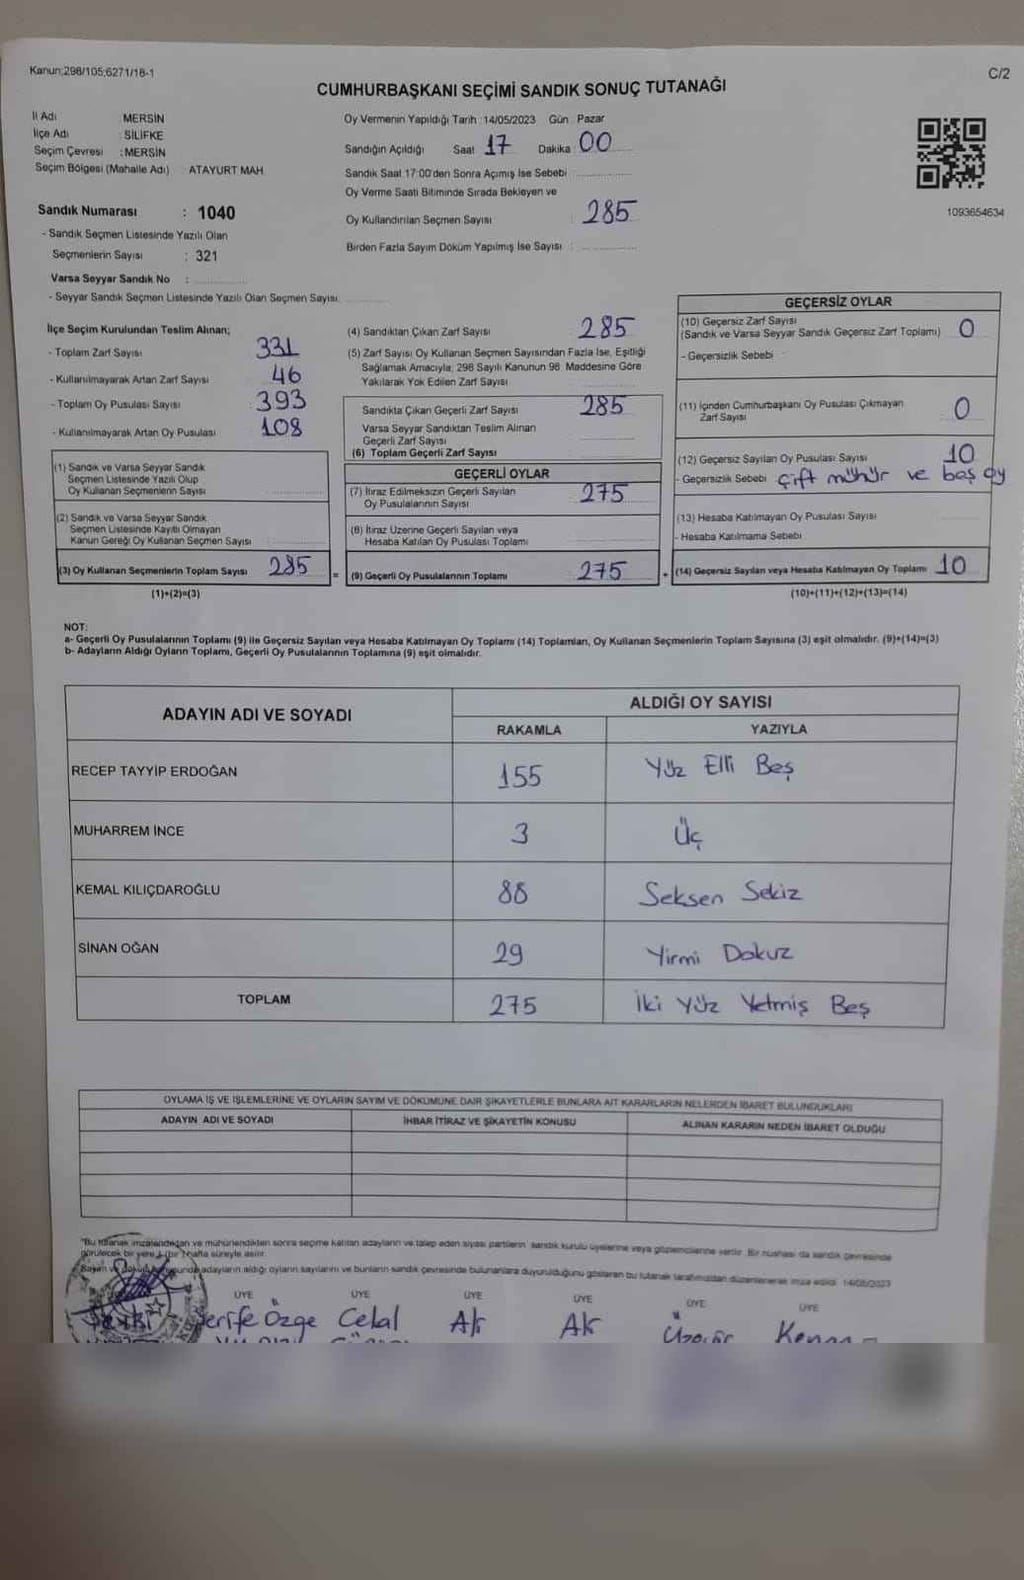 Kanun;298/105;6271/18-1
C/2
CUMHURBAŞKANI SEÇİMİ SANDIK SONUÇ TUTANAĞI
İl Adı : MERSİN
İlçe Adı : SİLİFKE
Seçim Çevresi : MERSİN
Seçim Bölgesi (Mahalle Adı) : ATAYURT MAH.
Sandık Numarası : 1040
- Sandık Seçmen Listesinde Yazılı Olan
Seçmenlerin Sayısı : 321
Varsa Seyyar Sandık No :
- Seyyar Sandık Seçmen Listesinde Yazılı Olan Seçmen Sayısı:
Oy Vermenin Yapıldığı Tarih :14/05/2023 Gün : Pazar
Sandığın Açıldığı Saat 17 Dakika 00
Sandık Saat 17:00'den Sonra Açımış İse Sebebi
Oy Verme Saati Bitiminde Sırada Bekleyen ve
Oy Kullandırılan Seçmen Sayısı : 285
Birden Fazla Sayım Döküm Yapılmış İse Sayısı :
1093654634
İlçe Seçim Kurulundan Teslim Alınan;
- Toplam Zarf Sayısı 331
- Kullanılmayarak Artan Zarf Sayısı 46
- Toplam Oy Pusulası Sayısı 393
- Kullanılmayarak Artan Oy Pusulası 108
(1) Sandık ve Varsa Seyyar Sandık
Seçmen Listesinde Yazılı Olup
Oy Kullanan Seçmenlerin Sayısı
(2) Sandık ve Varsa Seyyar Sandık
Seçmen Listesinde Kayıtlı Olmayan
Kanun Gereği Oy Kullanan Seçmen Sayısı
(3) Oy Kullanan Seçmenlerin Toplam Sayısı 285
(1)+(2)=(3)
(4) Sandıktan Çıkan Zarf Sayısı 285
(5) Zarf Sayısı Oy Kullanan Seçmen Sayısından Fazla İse, Eşitliği
Sağlamak Amacıyla, 298 Sayılı Kanunun 98. Maddesine Göre
Yakılarak Yok Edilen Zarf Sayısı
Sandıkta Çıkan Geçerli Zarf Sayısı 285
Varsa Seyyar Sandıktan Teslim Alınan
Geçerli Zarf Sayısı
(6) Toplam Geçerli Zarf Sayısı
GEÇERLİ OYLAR
(7) İtiraz Edilmeksizin Geçerli Sayılan
Oy Pusulalarının Sayısı 275
(8) İtiraz Üzerine Geçerli Sayılan veya
Hesaba Katılan Oy Pusulası Toplamı
= (9) Geçerli Oy Pusulalarının Toplamı 275
GEÇERSİZ OYLAR
(10) Geçersiz Zarf Sayısı
(Sandık ve Varsa Seyyar Sandık Geçersiz Zarf Toplamı) 0
- Geçersizlik Sebebi :
(11) İçinden Cumhurbaşkanı Oy Pusulası Çıkmayan
Zarf Sayısı 0
(12) Geçersiz Sayılan Oy Pusulası Sayısı 10
- Geçersizlik Sebebi çift mühür ve boş oy
(13) Hesaba Katılmayan Oy Pusulası Sayısı
- Hesaba Katılmama Sebebi
+ (14) Geçersiz Sayılan veya Hesaba Katılmayan Oy Toplamı 10
(10)+(11)+(12)+(13)=(14)
NOT:
a- Geçerli Oy Pusulalarının Toplamı (9) ile Geçersiz Sayılan veya Hesaba Katılmayan Oy Toplamı (14) Toplamları, Oy Kullanan Seçmenlerin Toplam Sayısına (3) eşit olmalıdır. (9)+(14)=(3)
b- Adayların Aldığı Oyların Toplamı, Geçerli Oy Pusulalarının Toplamına (9) eşit olmalıdır.
ADAYIN ADI VE SOYADI
ALDIĞI OY SAYISI
RAKAMLA YAZIYLA
RECEP TAYYİP ERDOĞAN 155 Yüz Elli Beş
MUHARREM İNCE 3 Üç
KEMAL KILIÇDAROĞLU 88 Seksen Sekiz
SİNAN OĞAN 29 Yirmi Dokuz
TOPLAM 275 İki Yüz Yetmiş Beş
OYLAMA İŞ VE İŞLEMLERİNE VE OYLARIN SAYIM VE DÖKÜMÜNE DAİR ŞİKAYETLERLE BUNLARA AİT KARARLARIN NELERDEN İBARET BULUNDUKLARI
ADAYIN ADI VE SOYADI İHBAR İTİRAZ VE ŞİKAYETİN KONUSU ALINAN KARARIN NEDEN İBARET OLDUĞU
"Bu tutanak imzalandıktan ve mühürlendikten sonra seçime katılan adayların ve talep eden siyasi partilerin sandık kurulu üyelerine veya gözlemcilerine verilir. Bir nüshası da sandık çevresinde
görülecek bir yere 1 (bir) hafta süreyle asılır.
adayların aldığı oyların sayılarını ve bunların sandık çevresinde bulunanlara duyurulduğunu gösteren bu tutanak tarafımızdan düzenlenerek imza edildi. 14/05/2023
ÜYE ÜYE ÜYE ÜYE ÜYE ÜYE
Şerife Özge Celal Ak Ak